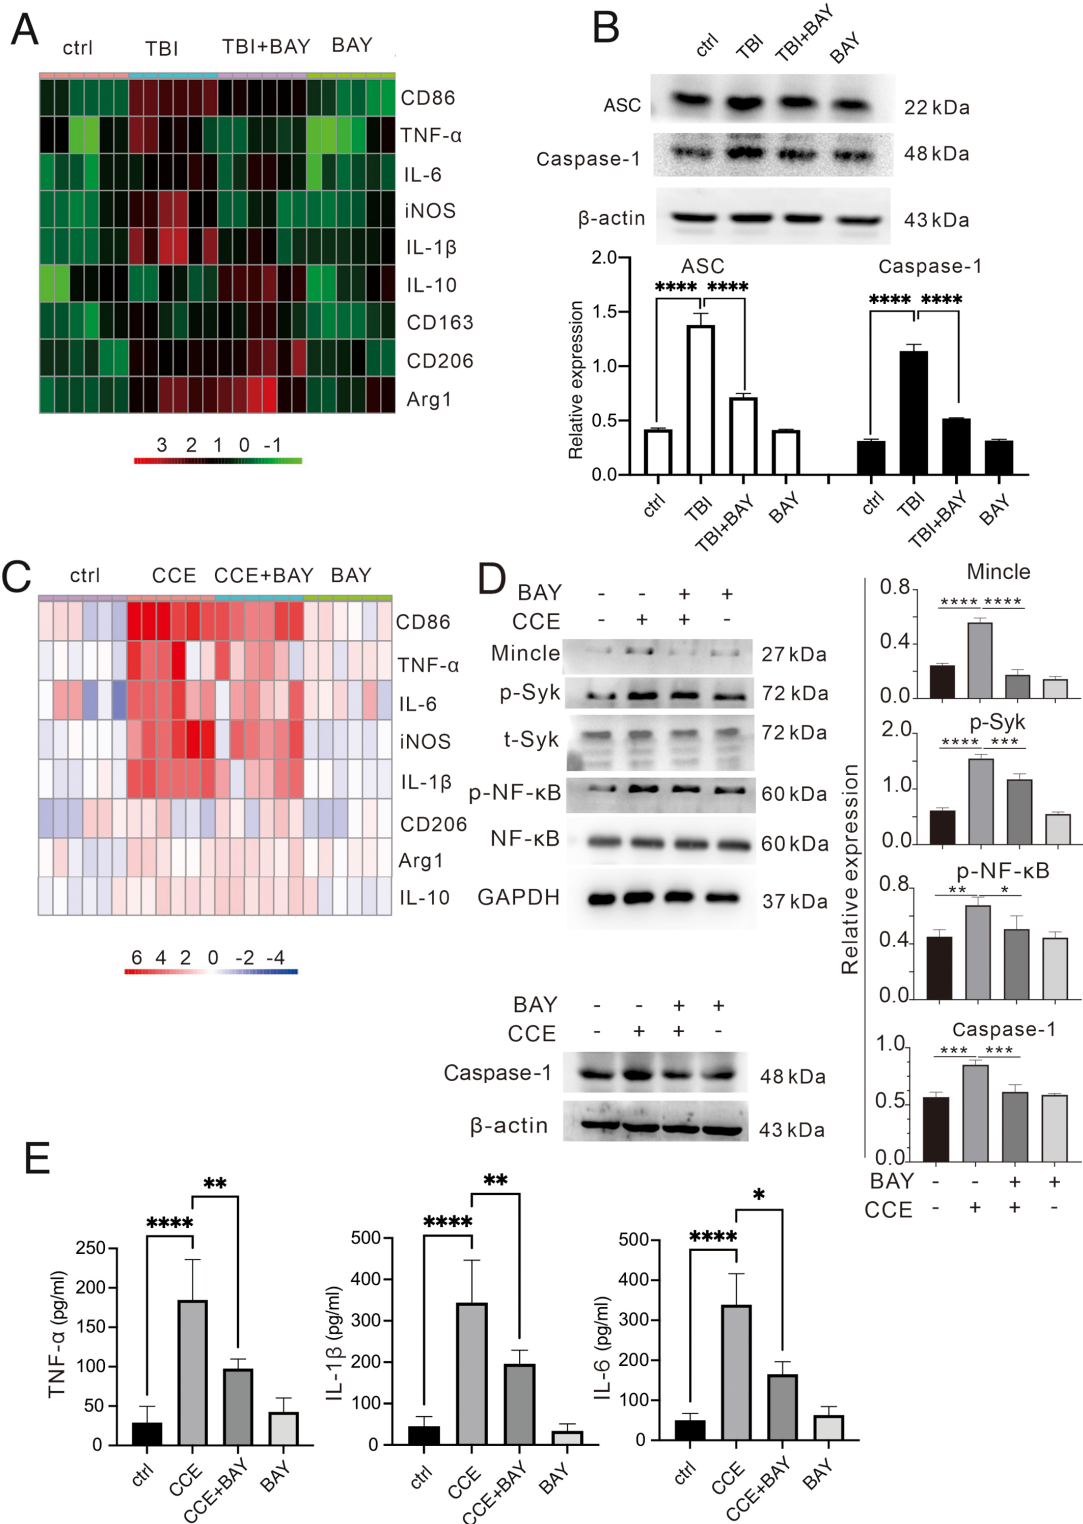 A
ctrl TBI TBI+BAY BAY
CD86
TNF-α
IL-6
iNOS
IL-1β
IL-10
CD163
CD206
Arg1
3 2 1 0 -1
B
ctrl TBI TBI+BAY BAY
ASC 22 kDa
Caspase-1 48 kDa
β-actin 43 kDa
Relative expression
2.0
1.5
1.0
0.5
0.0
ASC Caspase-1
**** **** **** ****
ctrl TBI TBI+BAY BAY ctrl TBI TBI+BAY BAY
C
ctrl CCE CCE+BAY BAY
CD86
TNF-α
IL-6
iNOS
IL-1β
CD206
Arg1
IL-10
6 4 2 0 -2 -4
D
BAY - - + +
CCE - + + -
Mincle 27 kDa
p-Syk 72 kDa
t-Syk 72 kDa
p-NF-κB 60 kDa
NF-κB 60 kDa
GAPDH 37 kDa
BAY - - + +
CCE - + + -
Caspase-1 48 kDa
β-actin 43 kDa
Relative expression
Mincle
0.8
0.4
0.0
**** ****
p-Syk
2.0
1.0
0.0
**** ***
p-NF-κB
0.8
0.4
0.0
** *
Caspase-1
1.0
0.5
0.0
*** ***
BAY - - + +
CCE - + + -
E
TNF-α (pg/ml)
250
200
150
100
50
0
**** **
ctrl CCE CCE+BAY BAY
IL-1β (pg/ml)
500
400
300
200
100
0
**** **
ctrl CCE CCE+BAY BAY
IL-6 (pg/ml)
500
400
300
200
100
0
**** *
ctrl CCE CCE+BAY BAY